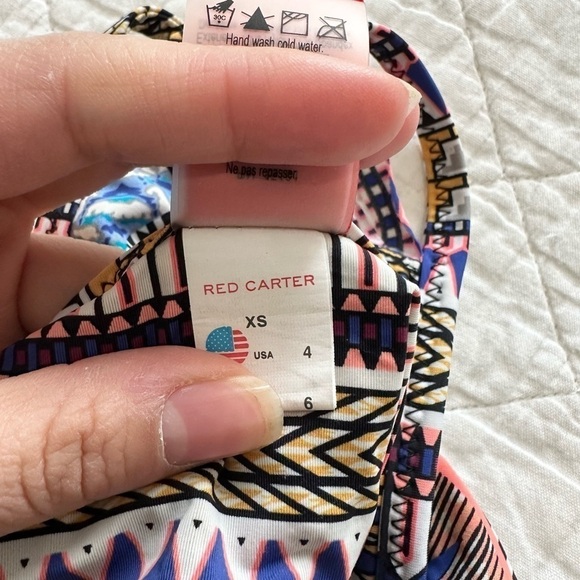 30C
Hand wash cold water.
Ne pas repasser
RED CARTER
XS
USA 4
6